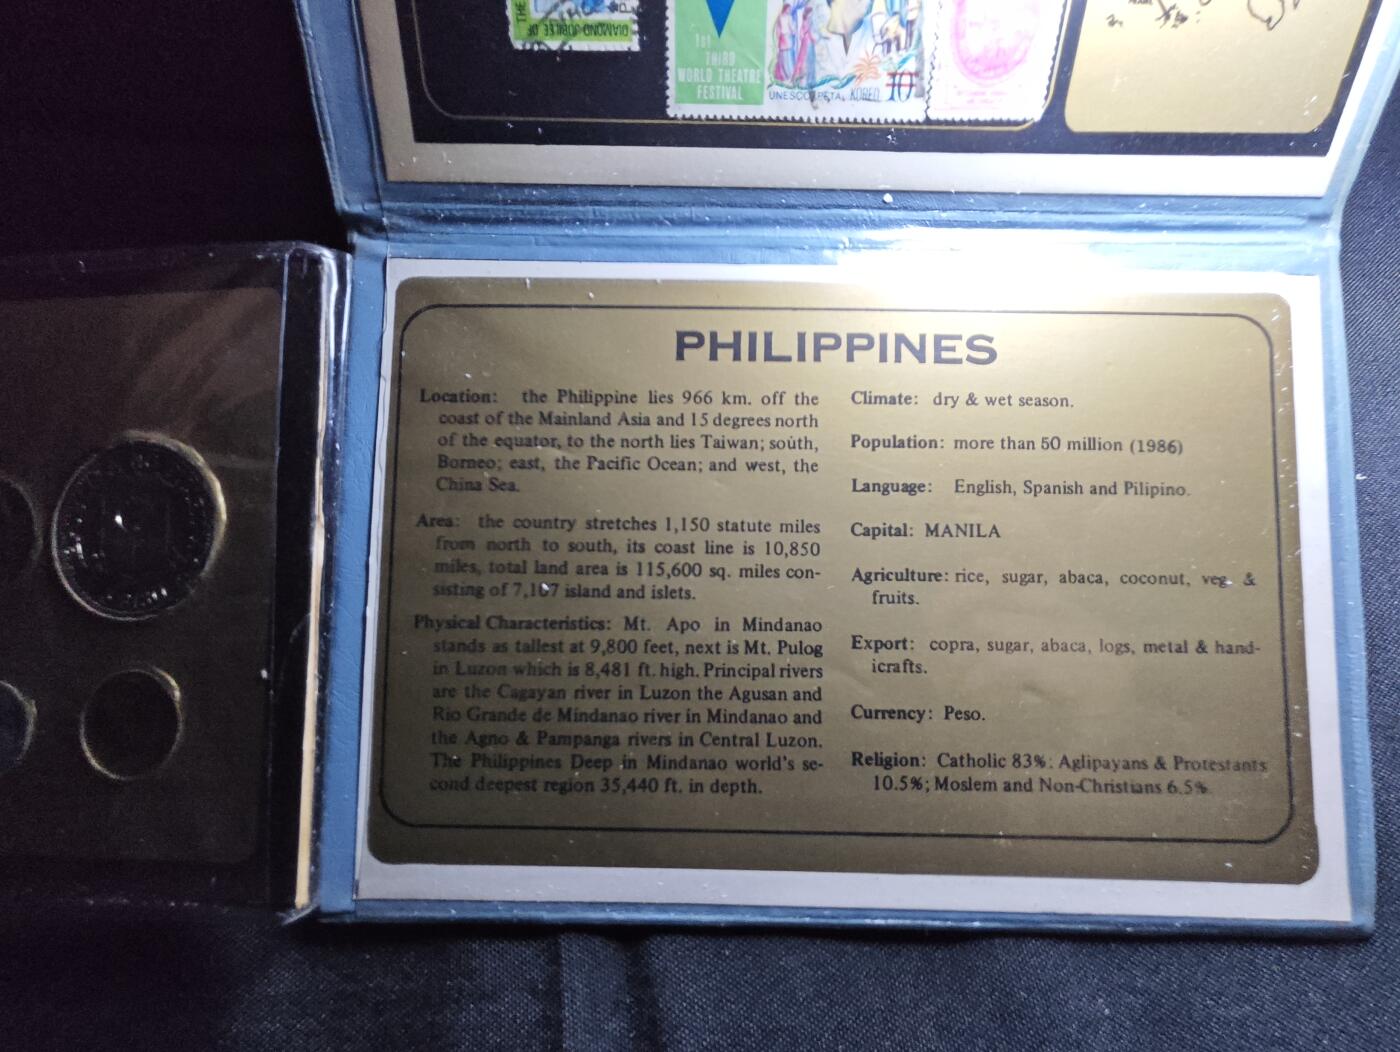 THE
DIAMOND JUBILEE OF
1st
THIRD
WORLD THEATRE
FESTIVAL
10
PHILIPPINES
Location: the Philippine lies 966 km. off the
coast of the Mainland Asia and 15 degrees north
of the equator, to the north lies Taiwan; south,
Borneo; east, the Pacific Ocean; and west, the
China Sea.
Area: the country stretches 1,150 statute miles
from north to south, its coast line is 10,850
miles, total land area is 115,600 sq. miles con-
sisting of 7,107 island and islets.
Physical Characteristics: Mt. Apo in Mindanao
stands as tallest at 9,800 feet, next is Mt. Pulog
in Luzon which is 8,481 ft. high. Principal rivers
are the Cagayan river in Luzon the Agusan and
Rio Grande de Mindanao river in Mindanao and
the Agno & Pampanga rivers in Central Luzon.
The Philippines Deep in Mindanao world's se-
cond deepest region 35,440 ft. in depth.
Climate: dry & wet season.
Population: more than 50 million (1986)
Language: English, Spanish and Pilipino.
Capital: MANILA
Agriculture: rice, sugar, abaca, coconut, veg. &
fruits.
Export: copra, sugar, abaca, logs, metal & hand-
icrafts.
Currency: Peso.
Religion: Catholic 83%; Aglipayans & Protestants
10.5%; Moslem and Non-Christians 6.5%